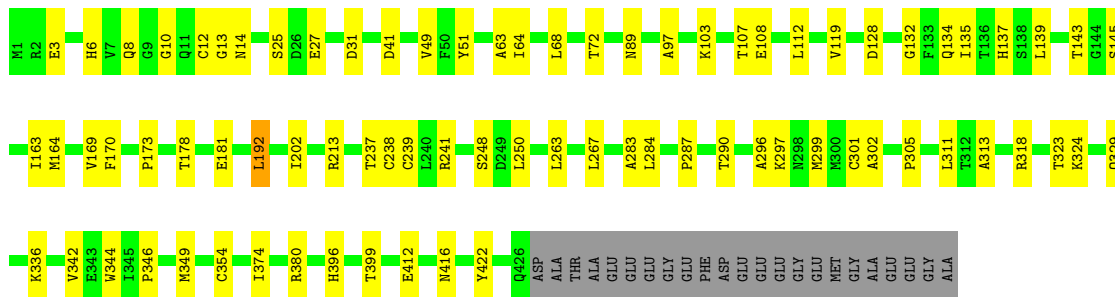 M1 R2 E3 H6 V7 Q8 G9 G10 Q11 C12 G13 N14 S25 D26 E27 D31 D41 V49 F50 Y51 A63 I64 L68 T72 N89 A97 K103 T107 E108 L112 V119 D128 G132 F133 Q134 I135 T136 H137 S138 L139 T143 G144 S145
I163 M164 V169 F170 P173 T178 E181 L192 I202 R213 T237 C238 C239 L240 R241 S248 D249 L250 L263 L267 A283 L284 P287 T290 A296 K297 N298 M299 M300 C301 A302 P305 L311 T312 A313 R318 T323 K324
K336 V342 E343 W344 I345 P346 M349 C354 I374 R380 H396 T399 E412 N416 Y422 Q426 ASP ALA THR ALA GLU GLU GLU GLY GLU PHE ASP GLU GLU GLU GLY GLU MET GLY ALA GLU GLU GLY ALA